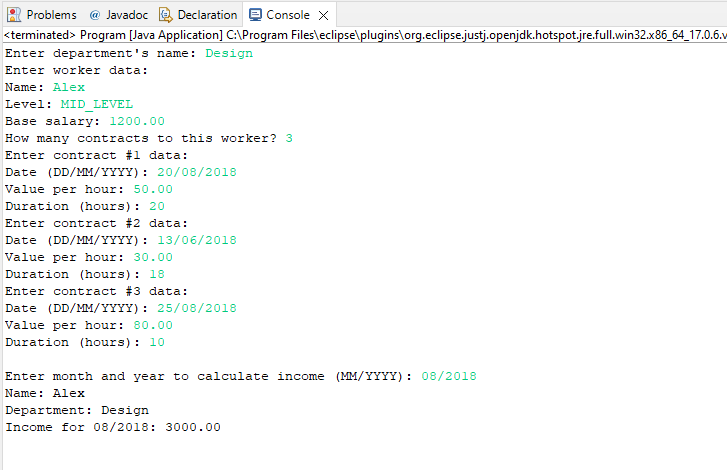 Problems @ Javadoc Declaration Console
<terminated> Program [Java Application] C:\Program Files\eclipse\plugins\org.eclipse.justj.openjdk.hotspot.jre.full.win32.x86_64_17.0.6.v
Enter department's name: Design
Enter worker data:
Name: Alex
Level: MID_LEVEL
Base salary: 1200.00
How many contracts to this worker? 3
Enter contract #1 data:
Date (DD/MM/YYYY): 20/08/2018
Value per hour: 50.00
Duration (hours): 20
Enter contract #2 data:
Date (DD/MM/YYYY): 13/06/2018
Value per hour: 30.00
Duration (hours): 18
Enter contract #3 data:
Date (DD/MM/YYYY): 25/08/2018
Value per hour: 80.00
Duration (hours): 10
Enter month and year to calculate income (MM/YYYY): 08/2018
Name: Alex
Department: Design
Income for 08/2018: 3000.00